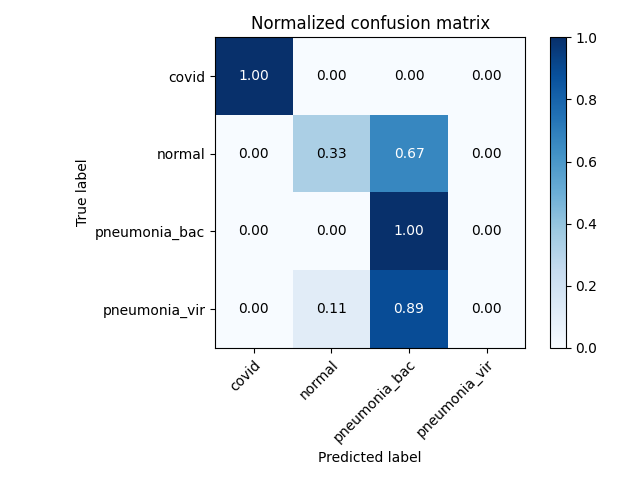 Normalized confusion matrix
True label
covid 1.00 0.00 0.00 0.00
normal 0.00 0.33 0.67 0.00
pneumonia_bac 0.00 0.00 1.00 0.00
pneumonia_vir 0.00 0.11 0.89 0.00
covid normal pneumonia_bac pneumonia_vir
Predicted label
1.0
0.8
0.6
0.4
0.2
0.0